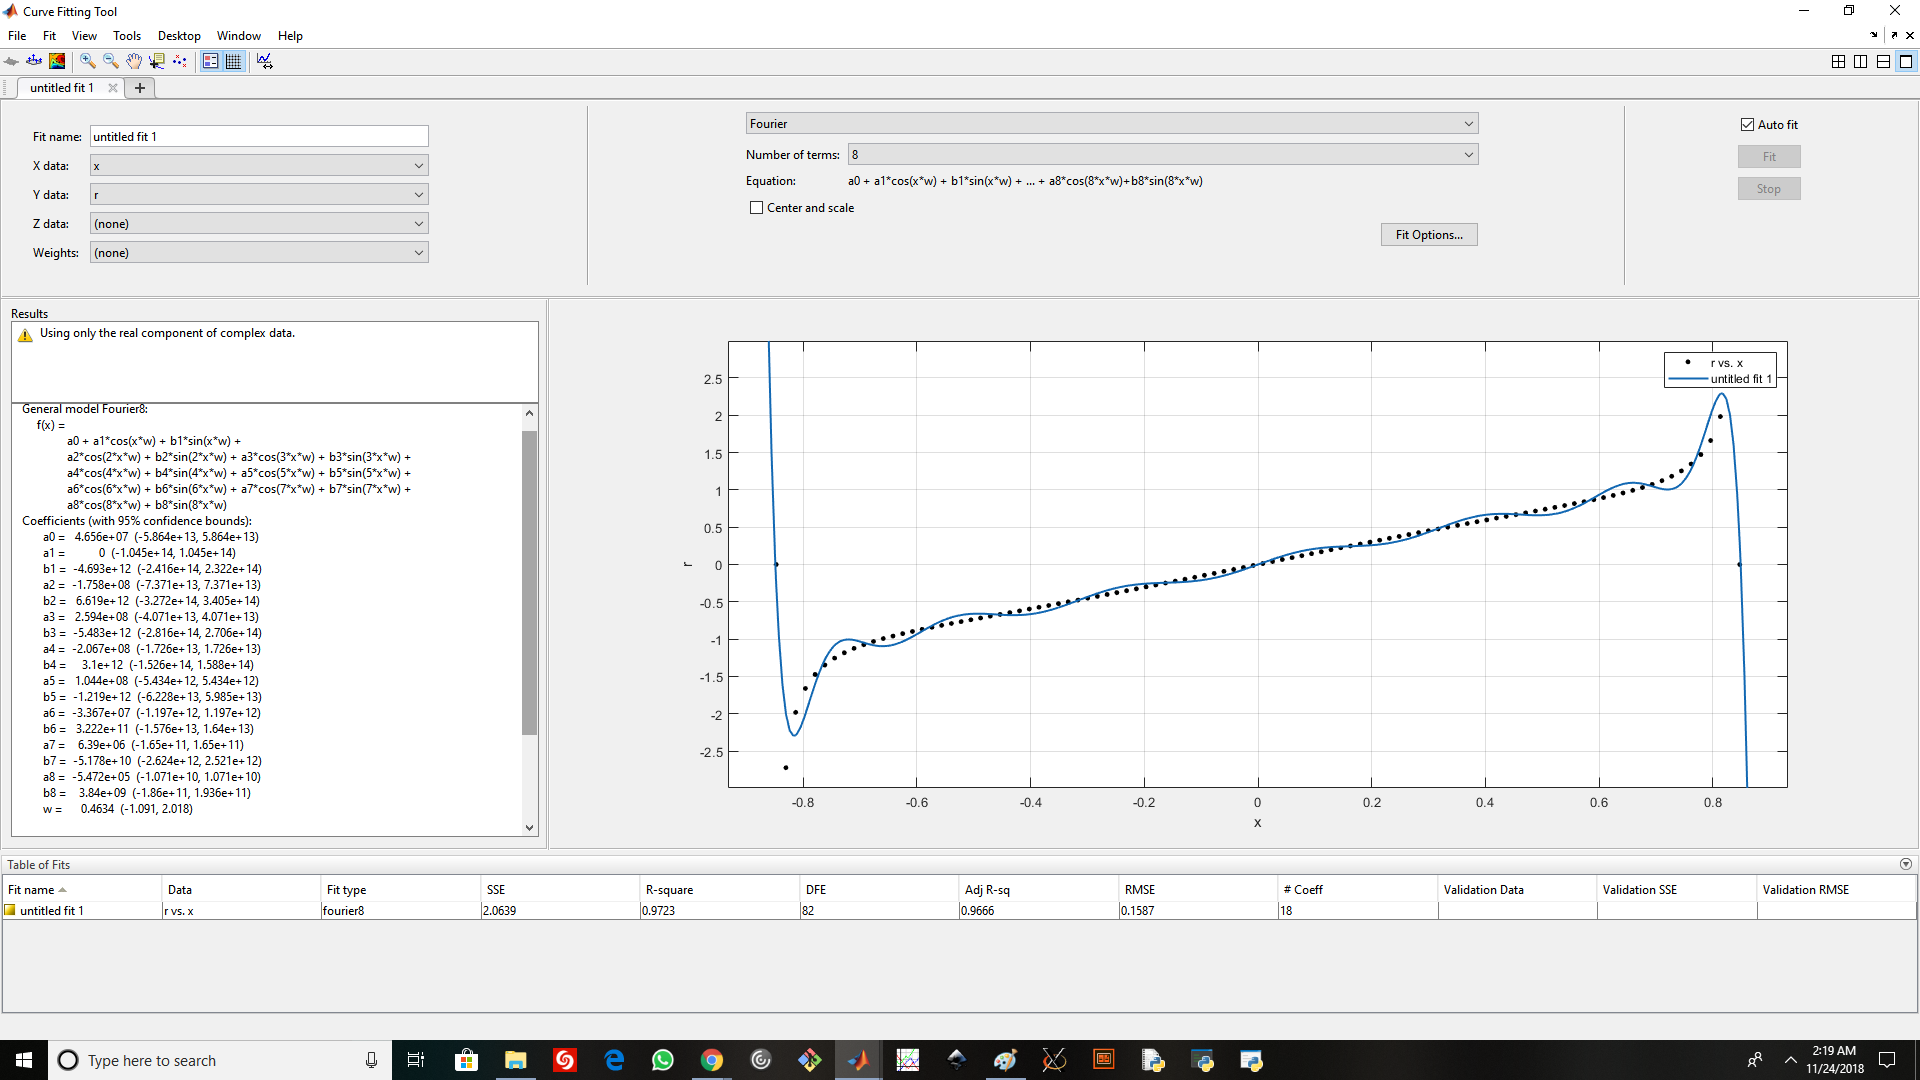 Curve Fitting Tool
File Fit View Tools Desktop Window Help
untitled fit 1
Fit name: untitled fit 1
X data: x
Y data: r
Z data: (none)
Weights: (none)
Fourier
Number of terms: 8
Equation: a0 + a1*cos(x*w) + b1*sin(x*w) + ... + a8*cos(8*x*w)+b8*sin(8*x*w)
Center and scale
Fit Options...
Auto fit
Fit
Stop
Results
Using only the real component of complex data.
General model Fourier8:
f(x) =
a0 + a1*cos(x*w) + b1*sin(x*w) +
a2*cos(2*x*w) + b2*sin(2*x*w) + a3*cos(3*x*w) + b3*sin(3*x*w) +
a4*cos(4*x*w) + b4*sin(4*x*w) + a5*cos(5*x*w) + b5*sin(5*x*w) +
a6*cos(6*x*w) + b6*sin(6*x*w) + a7*cos(7*x*w) + b7*sin(7*x*w) +
a8*cos(8*x*w) + b8*sin(8*x*w)
Coefficients (with 95% confidence bounds):
a0 = 4.656e+07 (-5.864e+13, 5.864e+13)
a1 = 0 (-1.045e+14, 1.045e+14)
b1 = -4.693e+12 (-2.416e+14, 2.322e+14)
a2 = -1.758e+08 (-7.371e+13, 7.371e+13)
b2 = 6.619e+12 (-3.272e+14, 3.405e+14)
a3 = 2.594e+08 (-4.071e+13, 4.071e+13)
b3 = -5.483e+12 (-2.816e+14, 2.706e+14)
a4 = -2.067e+08 (-1.726e+13, 1.726e+13)
b4 = 3.1e+12 (-1.526e+14, 1.588e+14)
a5 = 1.044e+08 (-5.434e+12, 5.434e+12)
b5 = -1.219e+12 (-6.228e+13, 5.985e+13)
a6 = -3.367e+07 (-1.197e+12, 1.197e+12)
b6 = 3.222e+11 (-1.576e+13, 1.64e+13)
a7 = 6.39e+06 (-1.65e+11, 1.65e+11)
b7 = -5.178e+10 (-2.624e+12, 2.521e+12)
a8 = -5.472e+05 (-1.071e+10, 1.071e+10)
b8 = 3.84e+09 (-1.86e+11, 1.936e+11)
w = 0.4634 (-1.091, 2.018)
r vs. x
untitled fit 1
2.5
2
1.5
1
0.5
0
-0.5
-1
-1.5
-2
-2.5
r
-0.8 -0.6 -0.4 -0.2 0 0.2 0.4 0.6 0.8
x
Table of Fits
Fit name Data Fit type SSE R-square DFE Adj R-sq RMSE # Coeff Validation Data Validation SSE Validation RMSE
untitled fit 1 r vs. x fourier8 2.0639 0.9723 82 0.9666 0.1587 18
Type here to search
2:19 AM
11/24/2018